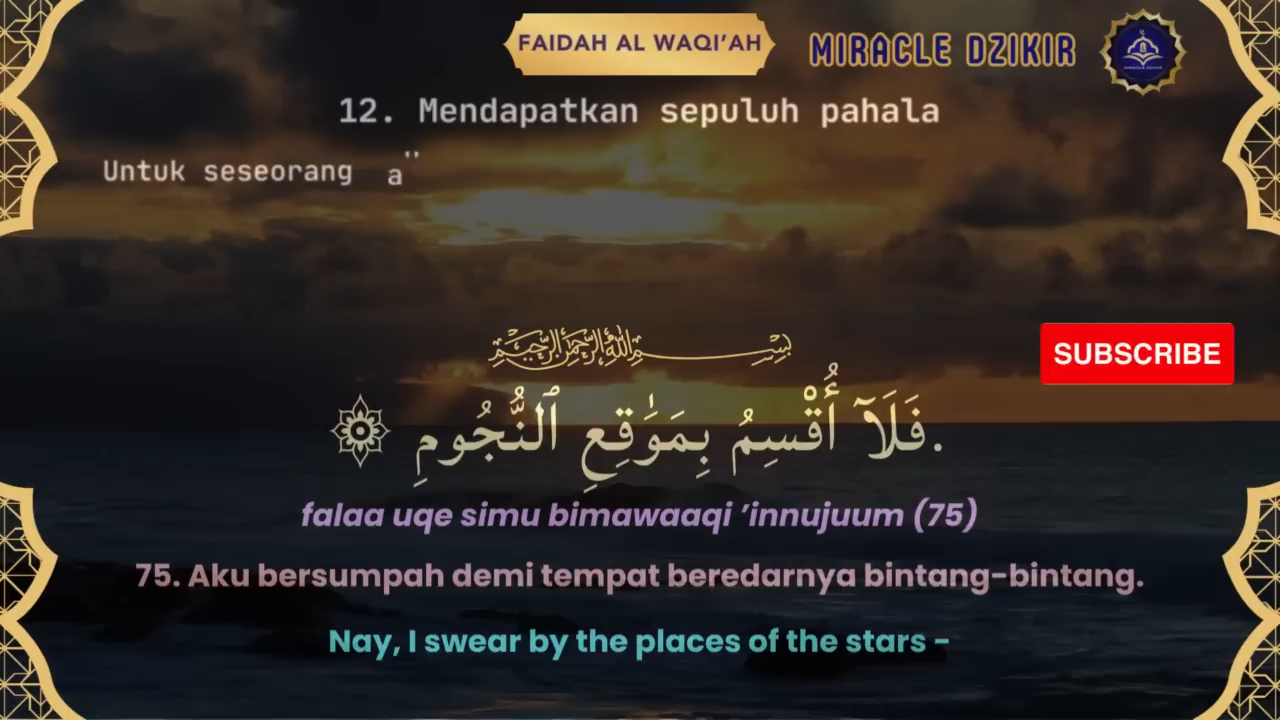 FAIDAH AL WAQI'AH
MIRACLE DZIKIR
12. Mendapatkan sepuluh pahala
Untuk seseorang a
بِسْمِ اللهِ الرَّحْمَنِ الرَّحِيْمِ
SUBSCRIBE
فَلَآ أُقْسِمُ بِمَوَٰقِعِ ٱلنُّجُومِ.
falaa uqe simu bimawaaqi ’innujuum (75)
75. Aku bersumpah demi tempat beredarnya bintang-bintang.
Nay, I swear by the places of the stars -